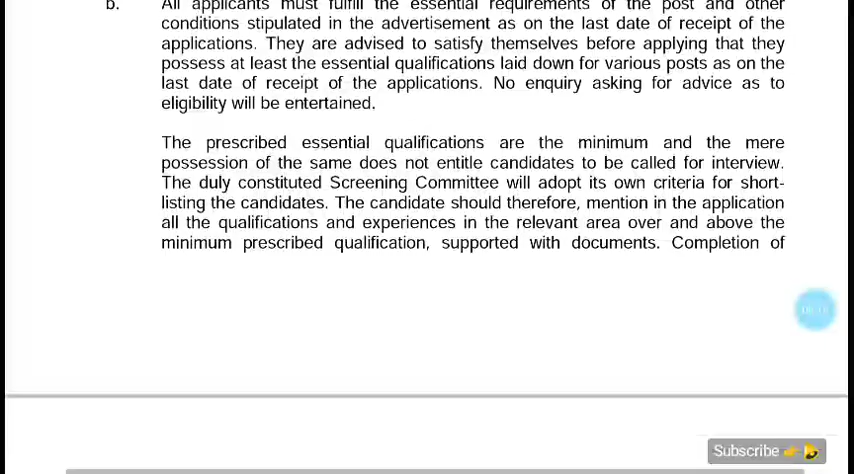 b. All applicants must fulfill the essential requirements of the post and other
conditions stipulated in the advertisement as on the last date of receipt of the
applications. They are advised to satisfy themselves before applying that they
possess at least the essential qualifications laid down for various posts as on the
last date of receipt of the applications. No enquiry asking for advice as to
eligibility will be entertained.
The prescribed essential qualifications are the minimum and the mere
possession of the same does not entitle candidates to be called for interview.
The duly constituted Screening Committee will adopt its own criteria for short-
listing the candidates. The candidate should therefore, mention in the application
all the qualifications and experiences in the relevant area over and above the
minimum prescribed qualification, supported with documents. Completion of
Subscribe